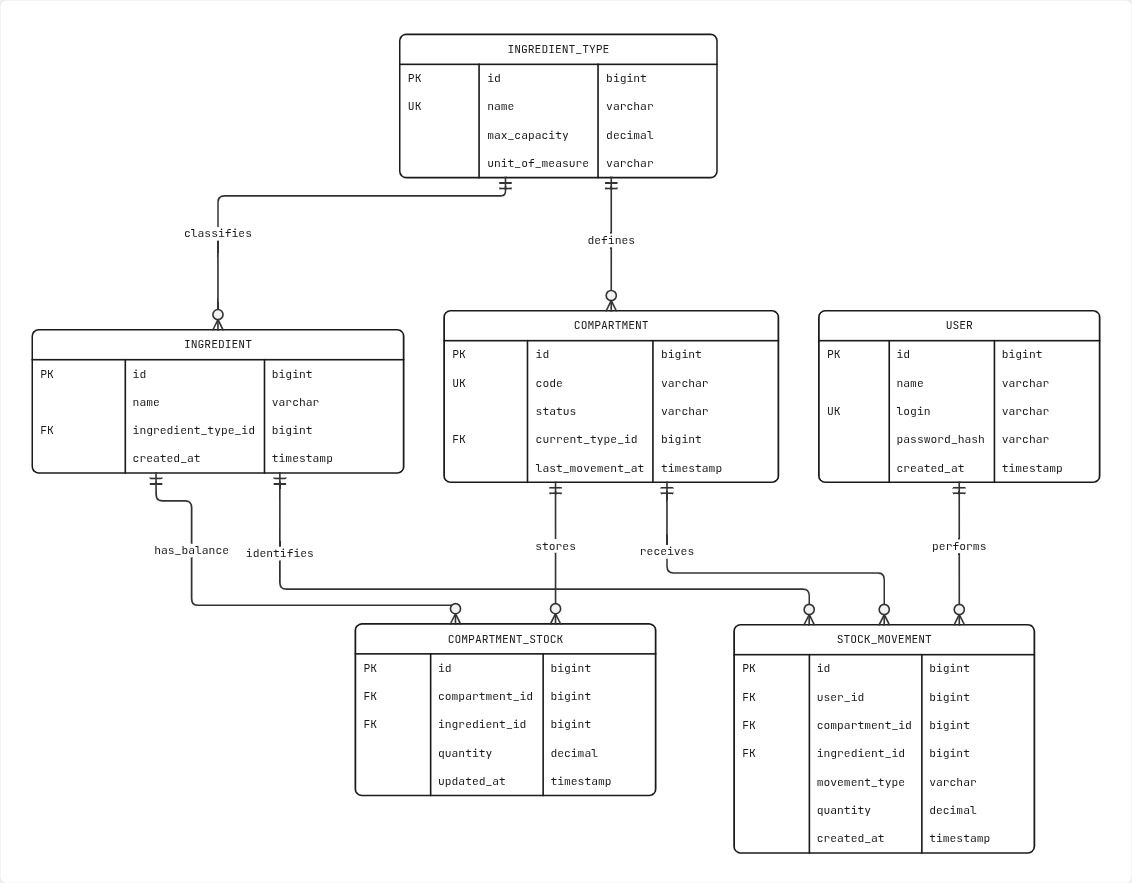 INGREDIENT_TYPE
PK id bigint
UK name varchar
max_capacity decimal
unit_of_measure varchar
classifies
defines
INGREDIENT
PK id bigint
name varchar
FK ingredient_type_id bigint
created_at timestamp
COMPARTMENT
PK id bigint
UK code varchar
status varchar
FK current_type_id bigint
last_movement_at timestamp
USER
PK id bigint
name varchar
UK login varchar
password_hash varchar
created_at timestamp
has_balance
identifies
stores
receives
performs
COMPARTMENT_STOCK
PK id bigint
FK compartment_id bigint
FK ingredient_id bigint
quantity decimal
updated_at timestamp
STOCK_MOVEMENT
PK id bigint
FK user_id bigint
FK compartment_id bigint
FK ingredient_id bigint
movement_type varchar
quantity decimal
created_at timestamp